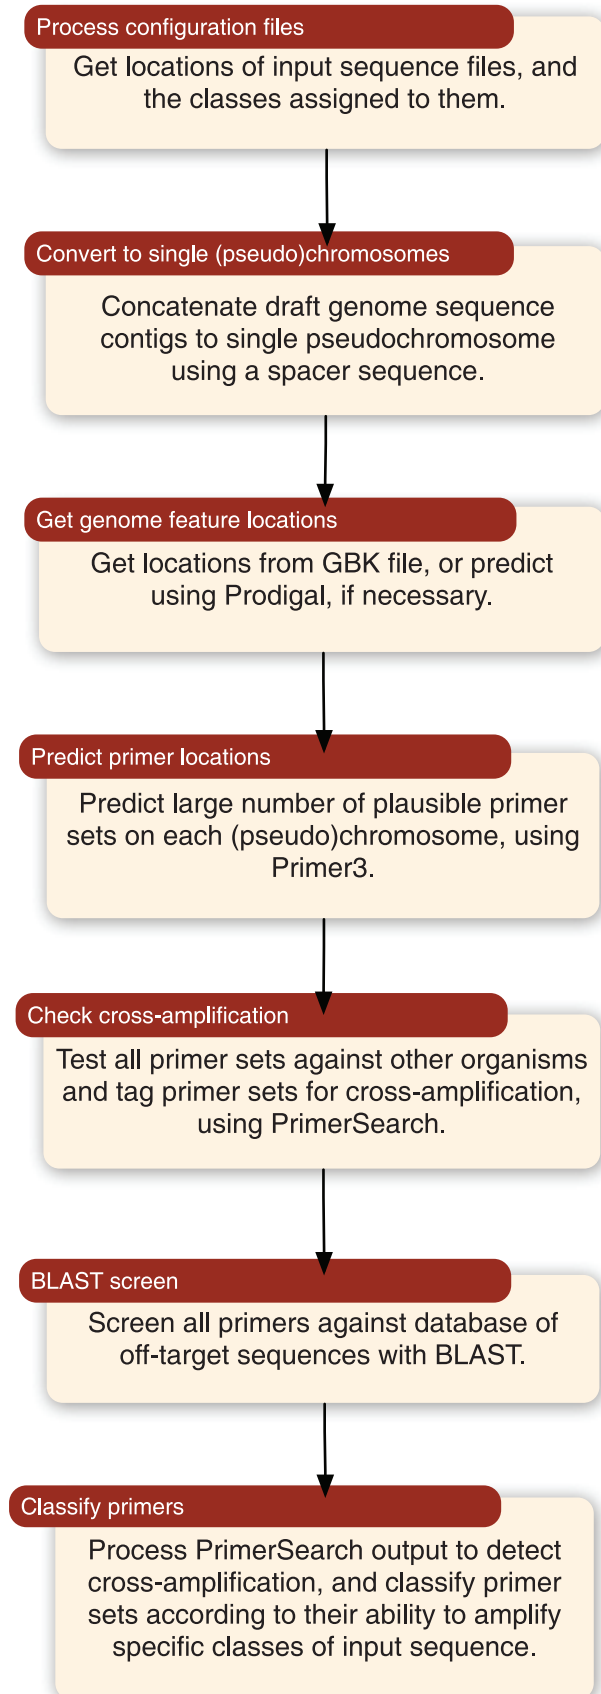 Process configuration files
Get locations of input sequence files, and
the classes assigned to them.
Convert to single (pseudo)chromosomes
Concatenate draft genome sequence
contigs to single pseudochromosome
using a spacer sequence.
Get genome feature locations
Get locations from GBK file, or predict
using Prodigal, if necessary.
Predict primer locations
Predict large number of plausible primer
sets on each (pseudo)chromosome, using
Primer3.
Check cross-amplification
Test all primer sets against other organisms
and tag primer sets for cross-amplification,
using PrimerSearch.
BLAST screen
Screen all primers against database of
off-target sequences with BLAST.
Classify primers
Process PrimerSearch output to detect
cross-amplification, and classify primer
sets according to their ability to amplify
specific classes of input sequence.